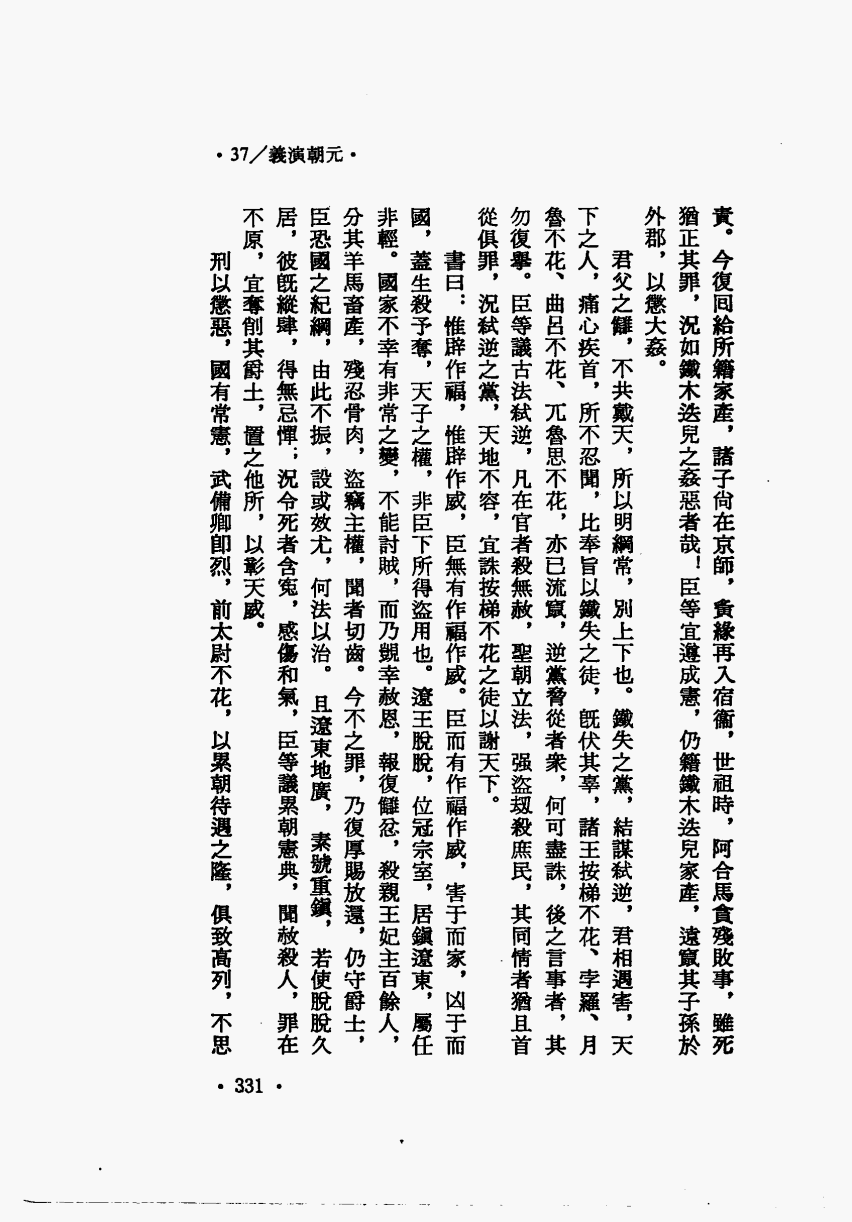 •37／義演朝元•
責。今復回給所籍家產，諸子尙在京師，夤緣再入宿衞，世祖時，阿合馬貪殘敗事，雖死
猶正其罪，況如鐵木迭兒之姦惡者哉！臣等宜遵成憲，仍籍鐵木迭兒家產，遠竄其子孫於
外郡，以懲大姦。
君父之讎，不共戴天，所以明綱常，別上下也。鐵失之黨，結謀弒逆，君相遇害，天
下之人，痛心疾首，所不忍聞，比奉旨以鐵失之徒，旣伏其辜，諸王按梯不花、孛羅、月
魯不花、曲呂不花、兀魯思不花，亦已流竄，逆黨脅從者衆，何可盡誅，後之言事者，其
勿復擧。臣等議古法弒逆，凡在官者殺無赦，聖朝立法，强盜刼殺庶民，其同情者猶且首
從俱罪，況弒逆之黨，天地不容，宜誅按梯不花之徒以謝天下。
書曰：惟辟作福，惟辟作威，臣無有作福作威。臣而有作福作威，害于而家，凶于而
國，蓋生殺予奪，天子之權，非臣下所得盜用也。遼王脫脫，位冠宗室，居鎭遼東，屬任
非輕。國家不幸有非常之變，不能討賊，而乃覬幸赦恩，報復讎忿，殺親王妃主百餘人，
分其羊馬畜產，殘忍骨肉，盜竊主權，聞者切齒。今不之罪，乃復厚賜放還，仍守爵士，
臣恐國之紀綱，由此不振，設或效尤，何法以治。且遼東地廣，素號重鎭，若使脫脫久
居，彼旣縱肆，得無忌憚；況令死者含寃，感傷和氣，臣等議累朝憲典，聞赦殺人，罪在
不原，宜奪削其爵土，置之他所，以彰天威。
刑以懲惡，國有常憲，武備卿卽烈，前太尉不花，以累朝待遇之隆，俱致高列，不思
•331•